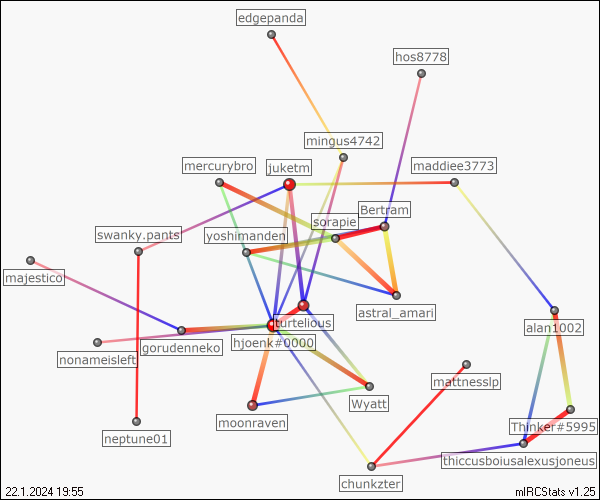 edgepanda
hos8778
mingus4742
mercurybro
juketm
maddiee3773
Bertram
sorapie
swanky.pants
yoshimanden
majestico
astral_amari
turtelious
alan1002
hjoenk#0000
gorudenneko
nonameisleft
mattnesslp
Wyatt
moonraven
Thinker#5995
neptune01
thiccusboiusalexusjoneus
chunkzter
22.1.2024 19:55
mIRCStats v1.25